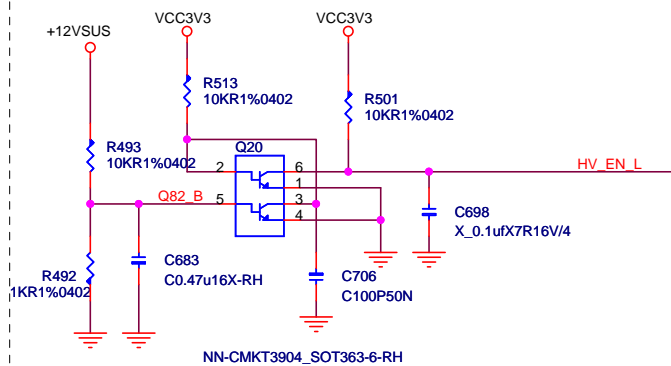 +12VSUS
VCC3V3
VCC3V3
R513
10KR1%0402
R501
10KR1%0402
R493
10KR1%0402
Q20
2
6
1
5
3
4
Q82_B
HV_EN_L
C698
X_0.1ufX7R16V/4
C683
C0.47u16X-RH
R492
1KR1%0402
C706
C100P50N
NN-CMKT3904_SOT363-6-RH